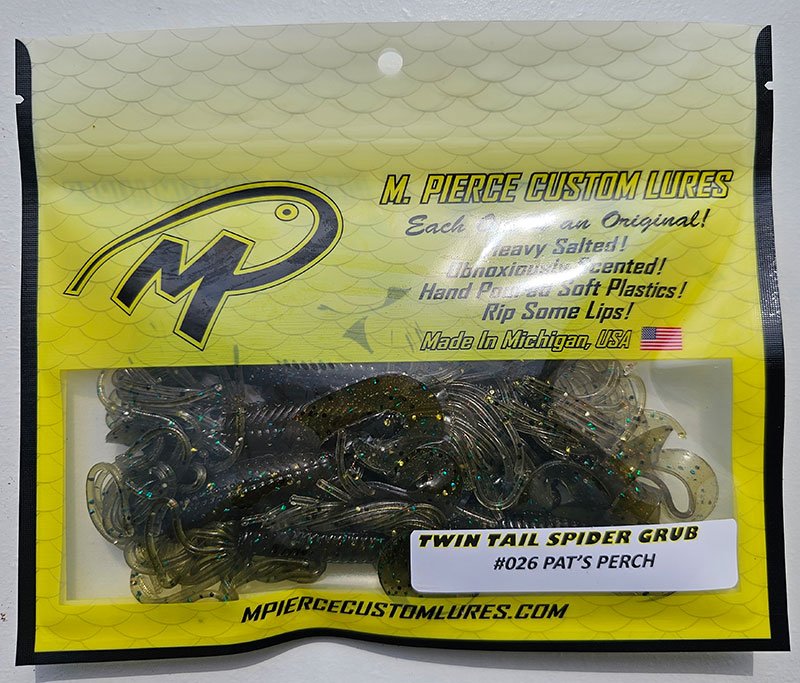 MP
M. PIERCE CUSTOM LURES
Each One is an Original!
Heavy Salted!
Obnoxiously Scented!
Hand Poured Soft Plastics!
Rip Some Lips!
Made In Michigan, USA
TWIN TAIL SPIDER GRUB
#026 PAT'S PERCH
MPIERCECUSTOMLURES.COM